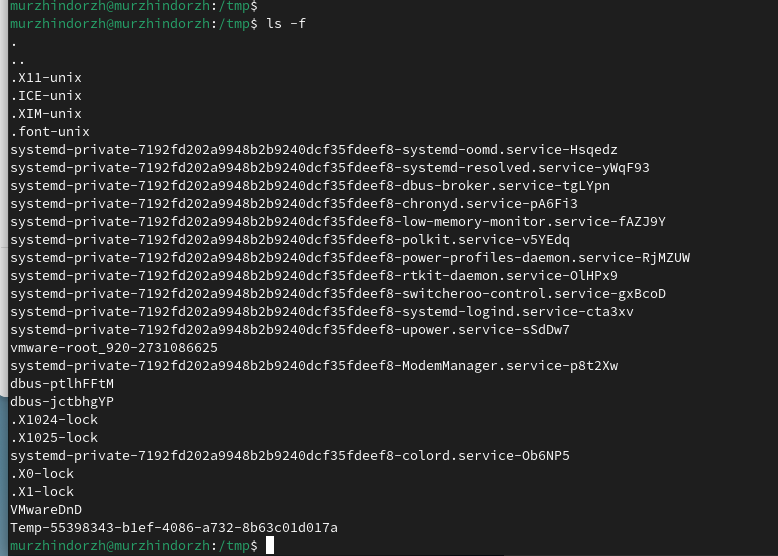 murzhindorzh@murzhindorzh:/tmp$
murzhindorzh@murzhindorzh:/tmp$ ls -f
.
..
.X11-unix
.ICE-unix
.XIM-unix
.font-unix
systemd-private-7192fd202a9948b2b9240dcf35fdeef8-systemd-oomd.service-Hsqedz
systemd-private-7192fd202a9948b2b9240dcf35fdeef8-systemd-resolved.service-yWqF93
systemd-private-7192fd202a9948b2b9240dcf35fdeef8-dbus-broker.service-tgLYpn
systemd-private-7192fd202a9948b2b9240dcf35fdeef8-chronyd.service-pA6Fi3
systemd-private-7192fd202a9948b2b9240dcf35fdeef8-low-memory-monitor.service-fAZJ9Y
systemd-private-7192fd202a9948b2b9240dcf35fdeef8-polkit.service-v5YEdq
systemd-private-7192fd202a9948b2b9240dcf35fdeef8-power-profiles-daemon.service-RjMZUW
systemd-private-7192fd202a9948b2b9240dcf35fdeef8-rtkit-daemon.service-OlHPx9
systemd-private-7192fd202a9948b2b9240dcf35fdeef8-switcheroo-control.service-gxBcoD
systemd-private-7192fd202a9948b2b9240dcf35fdeef8-systemd-logind.service-cta3xv
systemd-private-7192fd202a9948b2b9240dcf35fdeef8-upower.service-sSdDw7
vmware-root_920-2731086625
systemd-private-7192fd202a9948b2b9240dcf35fdeef8-ModemManager.service-p8t2Xw
dbus-ptlhFFtM
dbus-jctbhgYP
.X1024-lock
.X1025-lock
systemd-private-7192fd202a9948b2b9240dcf35fdeef8-colord.service-Ob6NP5
.X0-lock
.X1-lock
VMwareDnD
Temp-55398343-b1ef-4086-a732-8b63c01d017a
murzhindorzh@murzhindorzh:/tmp$